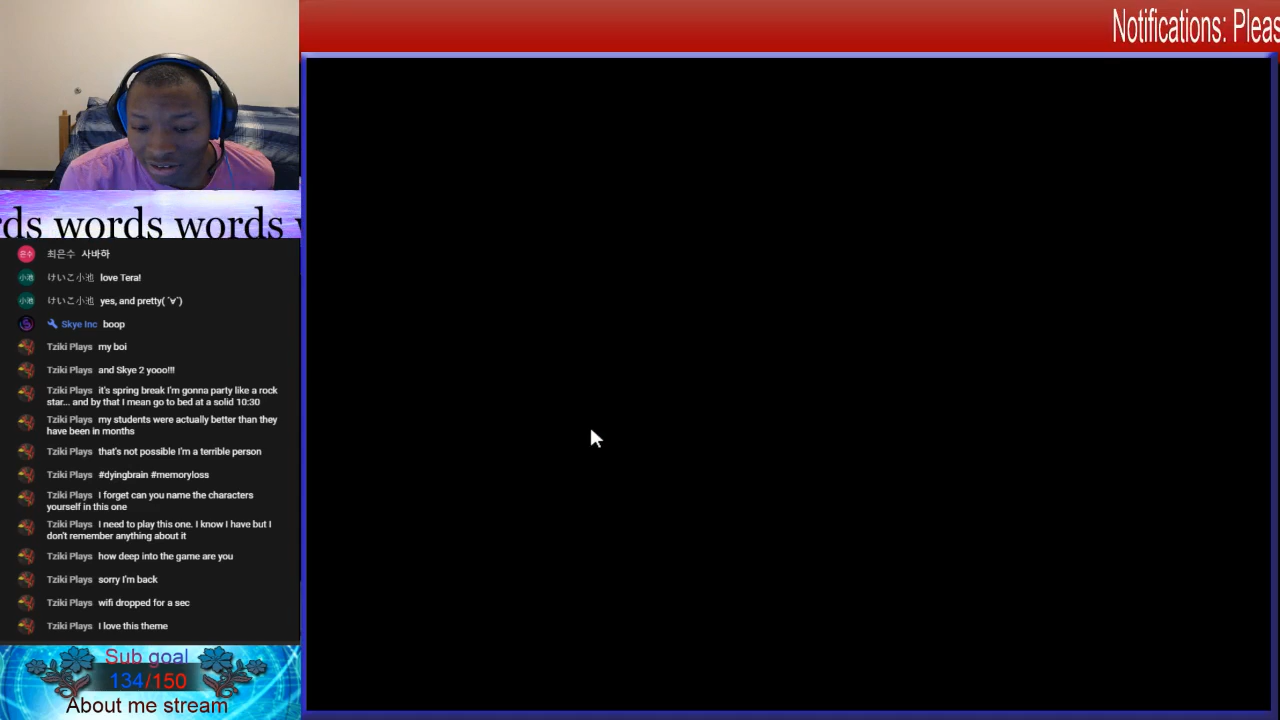 Notifications: Pleas
rds words words w
최은수 사바하
けいこ小池 love Tera!
けいこ小池 yes, and pretty( ´∀`)
Skye Inc boop
Tziki Plays my boi
Tziki Plays and Skye 2 yooo!!!
Tziki Plays it's spring break I'm gonna party like a rock
star... and by that I mean go to bed at a solid 10:30
Tziki Plays my students were actually better than they
have been in months
Tziki Plays that's not possible I'm a terrible person
Tziki Plays #dyingbrain #memoryloss
Tziki Plays I forget can you name the characters
yourself in this one
Tziki Plays I need to play this one. I know I have but I
don't remember anything about it
Tziki Plays how deep into the game are you
Tziki Plays sorry I'm back
Tziki Plays wifi dropped for a sec
Tziki Plays I love this theme
Sub goal
134/150
About me stream